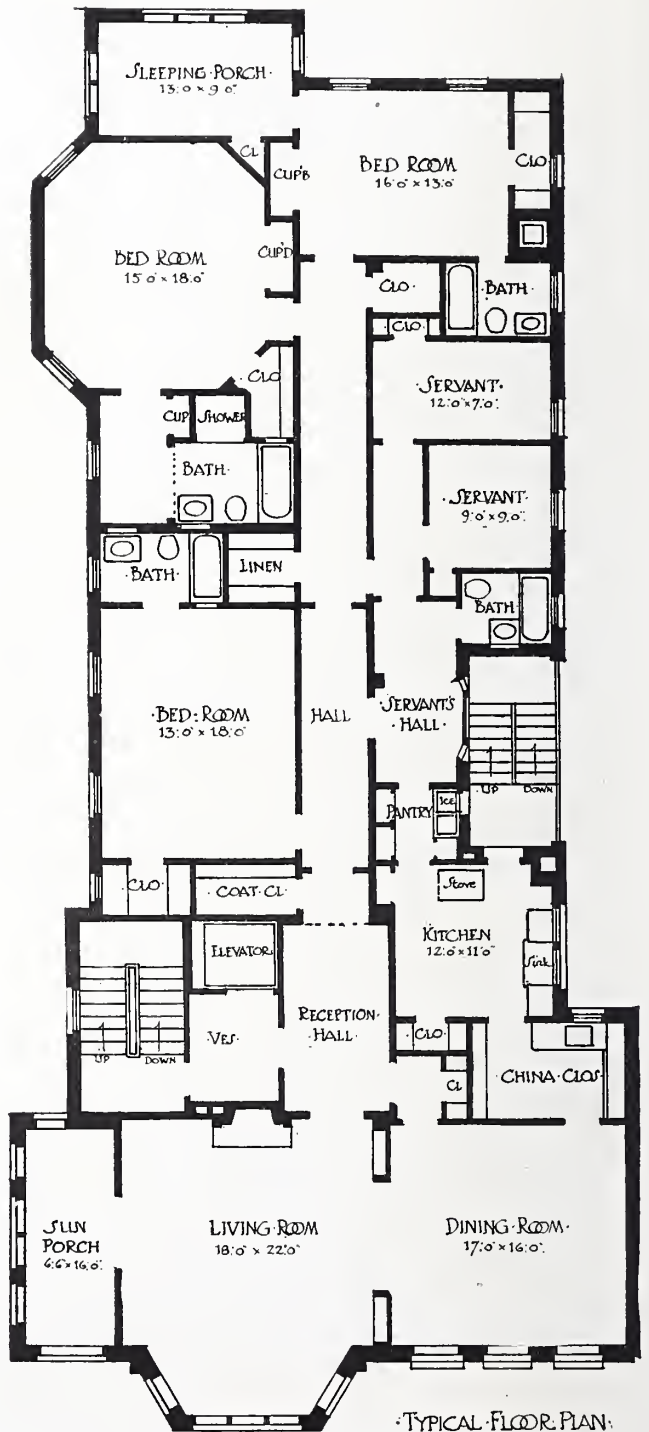 ·SLEEPING·PORCH·
13:0 × 9:0"
CL
CUP'B
BED ROOM
16:0" × 13:0"
CLO
BED ROOM
15:0" × 18:0"
CUP'D
CLO
·BATH·
·CLO·
·SERVANT·
12:0" × 7:0"
CLO
CUP
SHOWER
BATH·
·SERVANT·
9:0" × 9:0"
·BATH·
LINEN
BATH
·BED:ROOM
13:0" × 18:0"
HALL
·SERVANT'S
HALL·
UP
DOWN
PANTRY
ICE
·CLO·
COAT·CL·
Stove
KITCHEN
12:0" × 11:0"
Sink
ELEVATOR
RECEPTION·
HALL·
VES·
UP
DOWN
·CLO·
CL
·CHINA·CLOS·
SUN
PORCH
6:6" × 16:0"
LIVING·ROOM
18:0" × 22:0"
DINING·ROOM·
17:0" × 16:0"
·TYPICAL·FLOOR·PLAN: